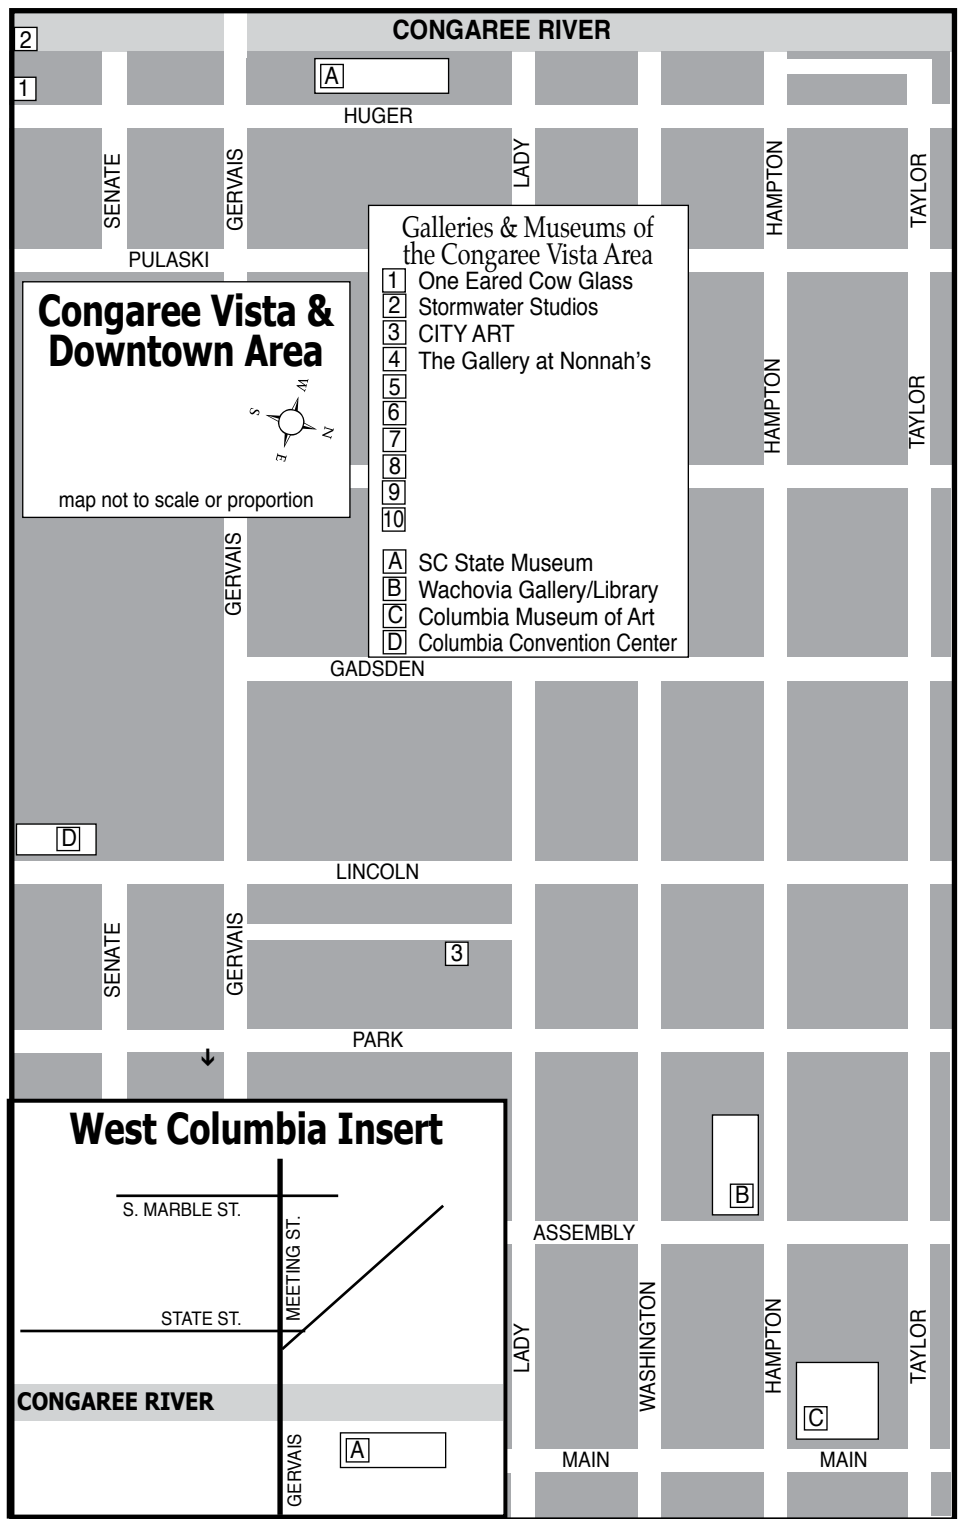 CONGAREE RIVER
2
1
A
HUGER
SENATE
GERVAIS
LADY
HAMPTON
TAYLOR
PULASKI
Galleries & Museums of
the Congaree Vista Area
1 One Eared Cow Glass
2 Stormwater Studios
3 CITY ART
4 The Gallery at Nonnah's
5
6
7
8
9
10
A SC State Museum
B Wachovia Gallery/Library
C Columbia Museum of Art
D Columbia Convention Center
Congaree Vista &
Downtown Area
W
S
N
E
map not to scale or proportion
HAMPTON
TAYLOR
GERVAIS
GADSDEN
D
LINCOLN
SENATE
GERVAIS
3
PARK
West Columbia Insert
S. MARBLE ST.
MEETING ST.
STATE ST.
CONGAREE RIVER
GERVAIS
A
B
ASSEMBLY
LADY
WASHINGTON
HAMPTON
TAYLOR
C
MAIN
MAIN